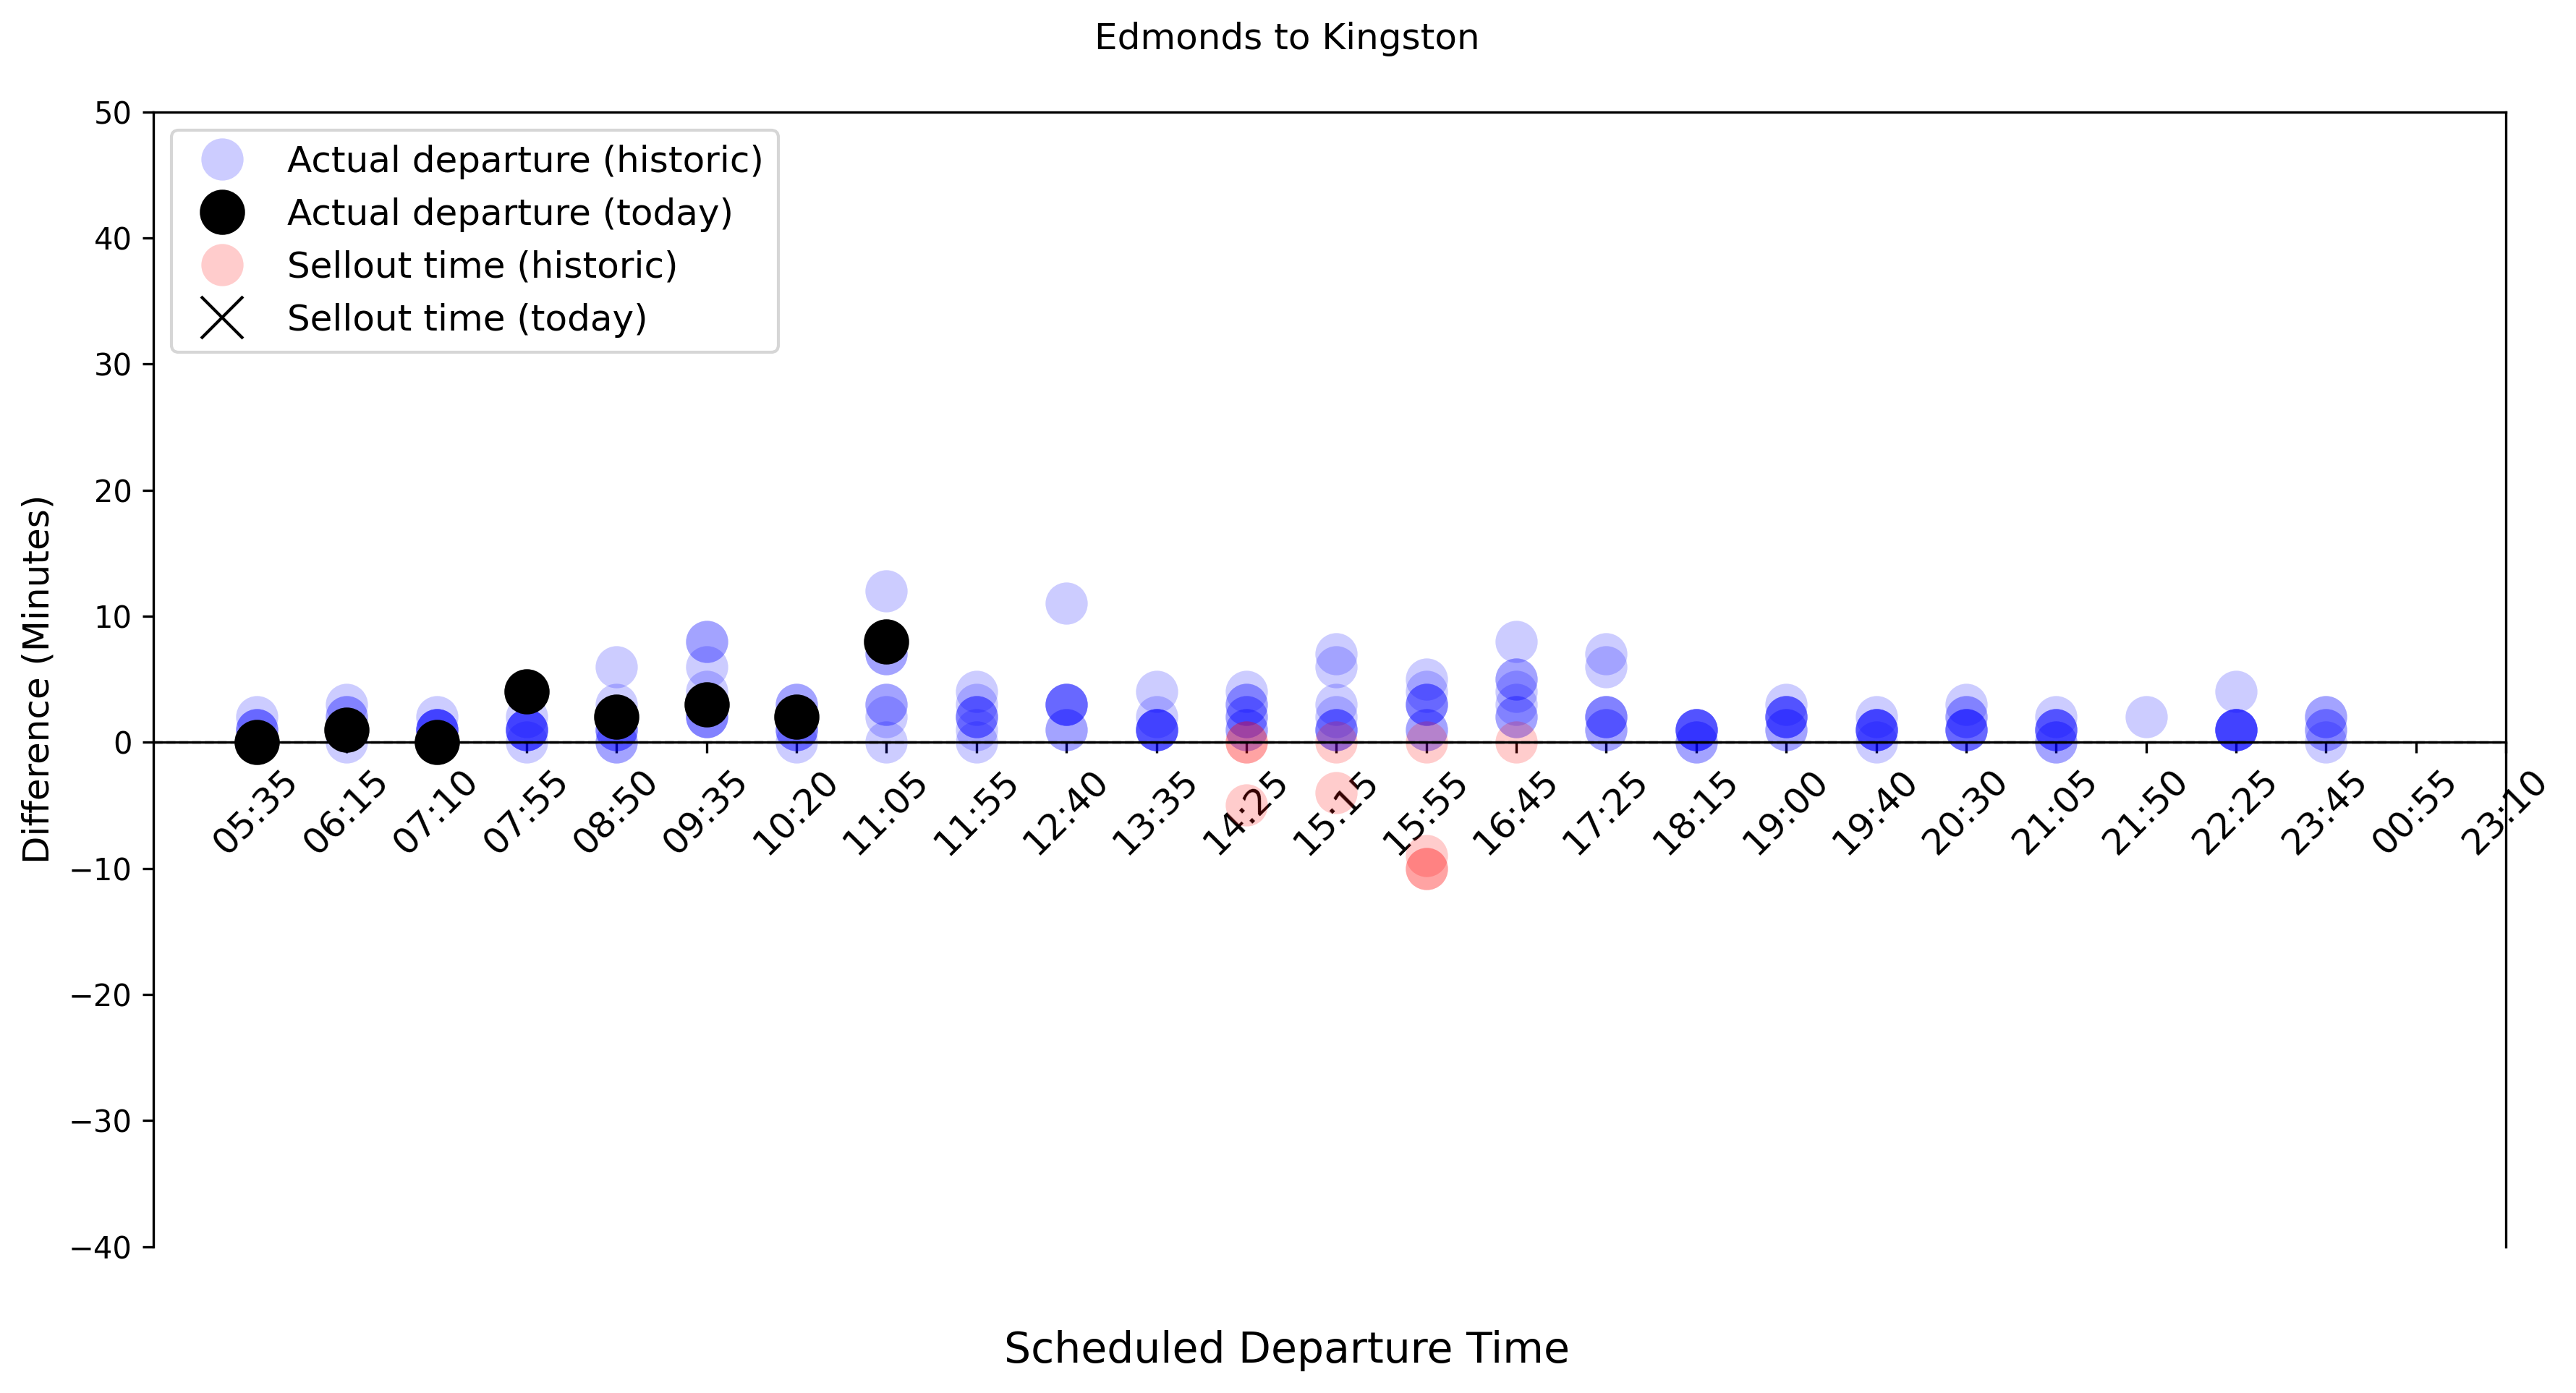 Edmonds to Kingston
50
40
30
20
10
0
−10
−20
−30
−40
Difference (Minutes)
Actual departure (historic)
Actual departure (today)
Sellout time (historic)
Sellout time (today)
05:35 06:15 07:10 07:55 08:50 09:35 10:20 11:05 11:55 12:40 13:35 14:25 15:15 15:55 16:45 17:25 18:15 19:00 19:40 20:30 21:05 21:50 22:25 23:45 00:55 23:10
Scheduled Departure Time